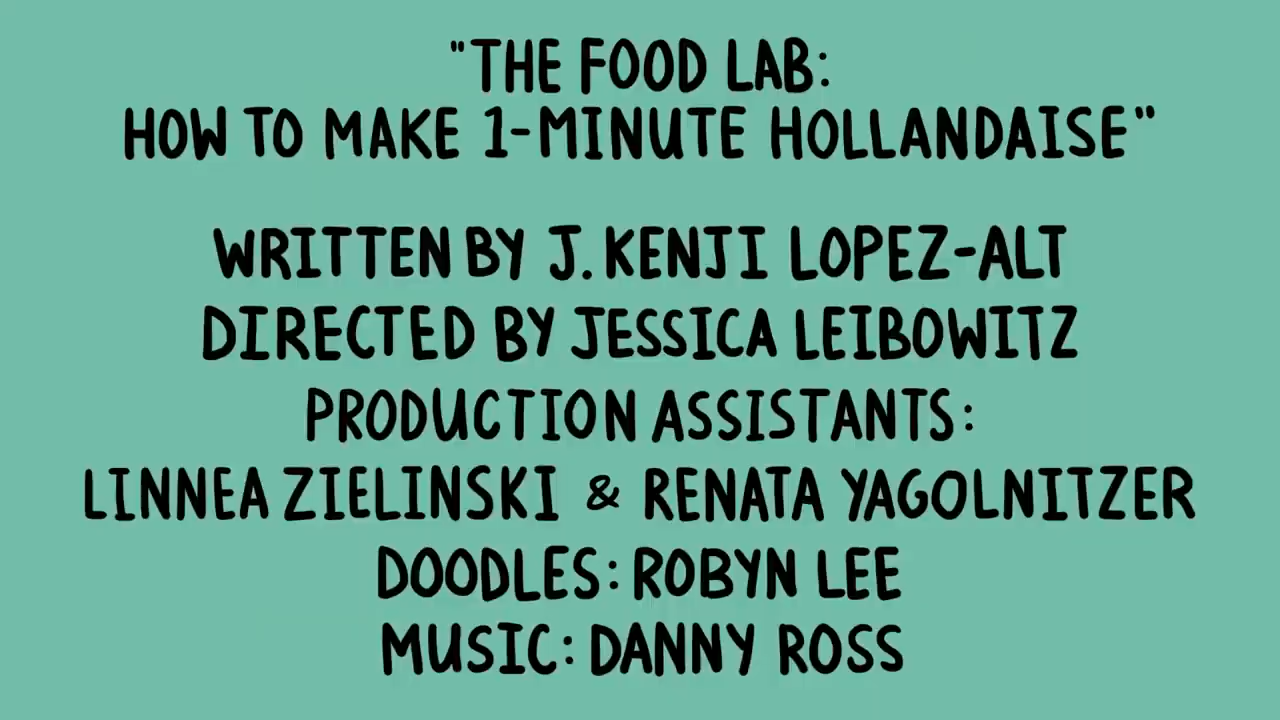 "THE FOOD LAB:
HOW TO MAKE 1-MINUTE HOLLANDAISE"
WRITTEN BY J. KENJI LOPEZ-ALT
DIRECTED BY JESSICA LEIBOWITZ
PRODUCTION ASSISTANTS:
LINNEA ZIELINSKI & RENATA YAGOLNITZER
DOODLES: ROBYN LEE
MUSIC: DANNY ROSS